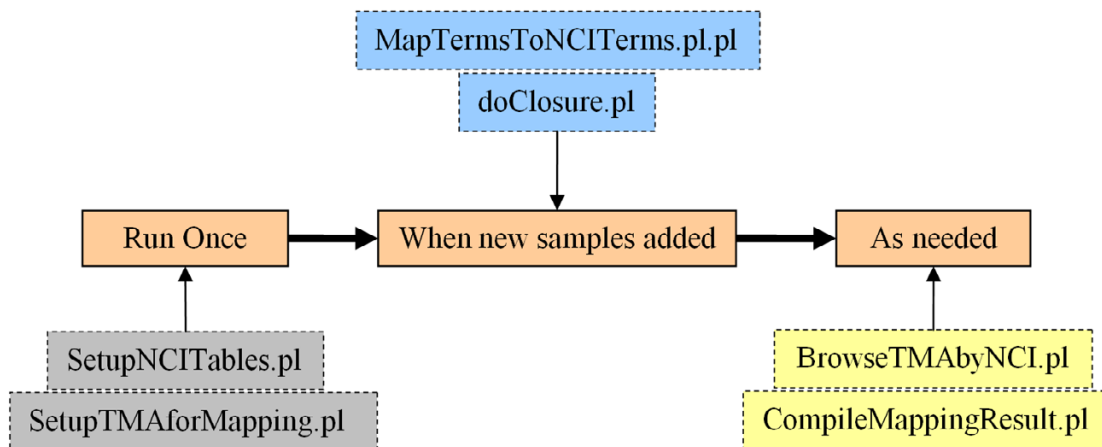 MapTermsToNCITerms.pl.pl
doClosure.pl
Run Once
When new samples added
As needed
SetupNCITables.pl
SetupTMAforMapping.pl
BrowseTMAbyNCI.pl
CompileMappingResult.pl